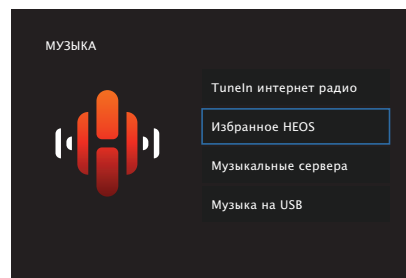 МУЗЫКА
TuneIn интернет радио
Избранное HEOS
Музыкальные сервера
Музыка на USB